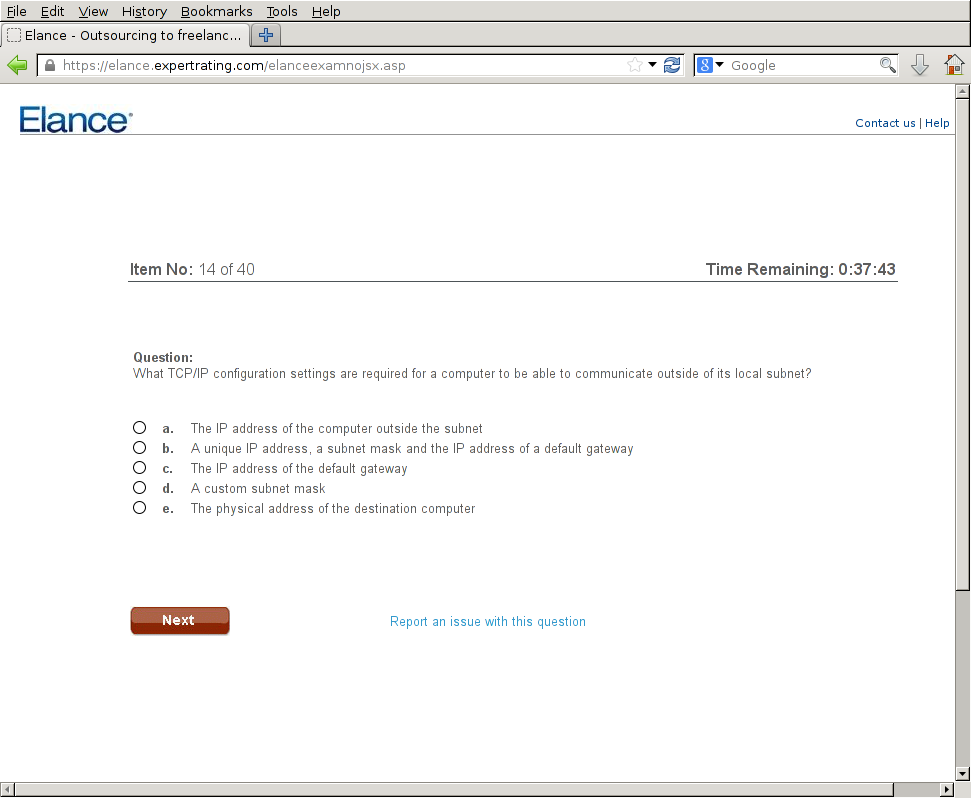 File Edit View History Bookmarks Tools Help
Elance - Outsourcing to freelanc...
https://elance.expertrating.com/elanceexamnojsx.asp
8 Google
Elance
Contact us | Help
Item No: 14 of 40
Time Remaining: 0:37:43
Question:
What TCP/IP configuration settings are required for a computer to be able to communicate outside of its local subnet?
a. The IP address of the computer outside the subnet
b. A unique IP address, a subnet mask and the IP address of a default gateway
c. The IP address of the default gateway
d. A custom subnet mask
e. The physical address of the destination computer
Next
Report an issue with this question